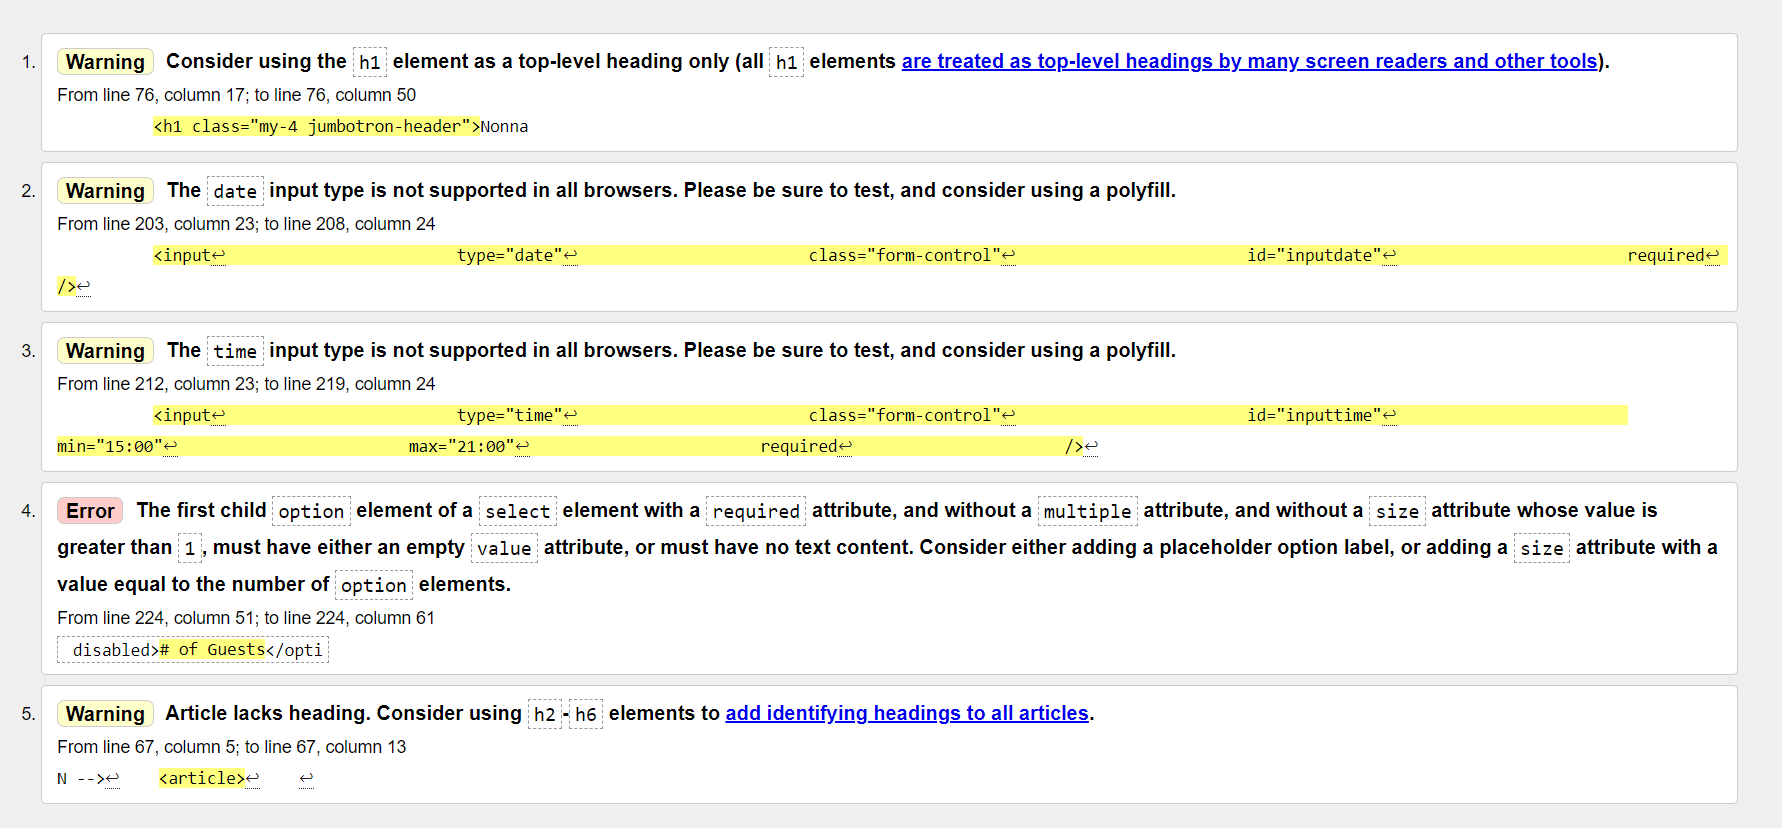 1. Warning Consider using the h1 element as a top-level heading only (all h1 elements are treated as top-level headings by many screen readers and other tools).
From line 76, column 17; to line 76, column 50
<h1 class="my-4 jumbotron-header">Nonna
2. Warning The date input type is not supported in all browsers. Please be sure to test, and consider using a polyfill.
From line 203, column 23; to line 208, column 24
<input↩ type="date"↩ class="form-control"↩ id="inputdate"↩ required↩
/>↩
3. Warning The time input type is not supported in all browsers. Please be sure to test, and consider using a polyfill.
From line 212, column 23; to line 219, column 24
<input↩ type="time"↩ class="form-control"↩ id="inputtime"↩
min="15:00"↩ max="21:00"↩ required↩ />↩
4. Error The first child option element of a select element with a required attribute, and without a multiple attribute, and without a size attribute whose value is
greater than 1, must have either an empty value attribute, or must have no text content. Consider either adding a placeholder option label, or adding a size attribute with a
value equal to the number of option elements.
From line 224, column 51; to line 224, column 61
disabled># of Guests</opti
5. Warning Article lacks heading. Consider using h2-h6 elements to add identifying headings to all articles.
From line 67, column 5; to line 67, column 13
N -->↩ <article>↩ ↩